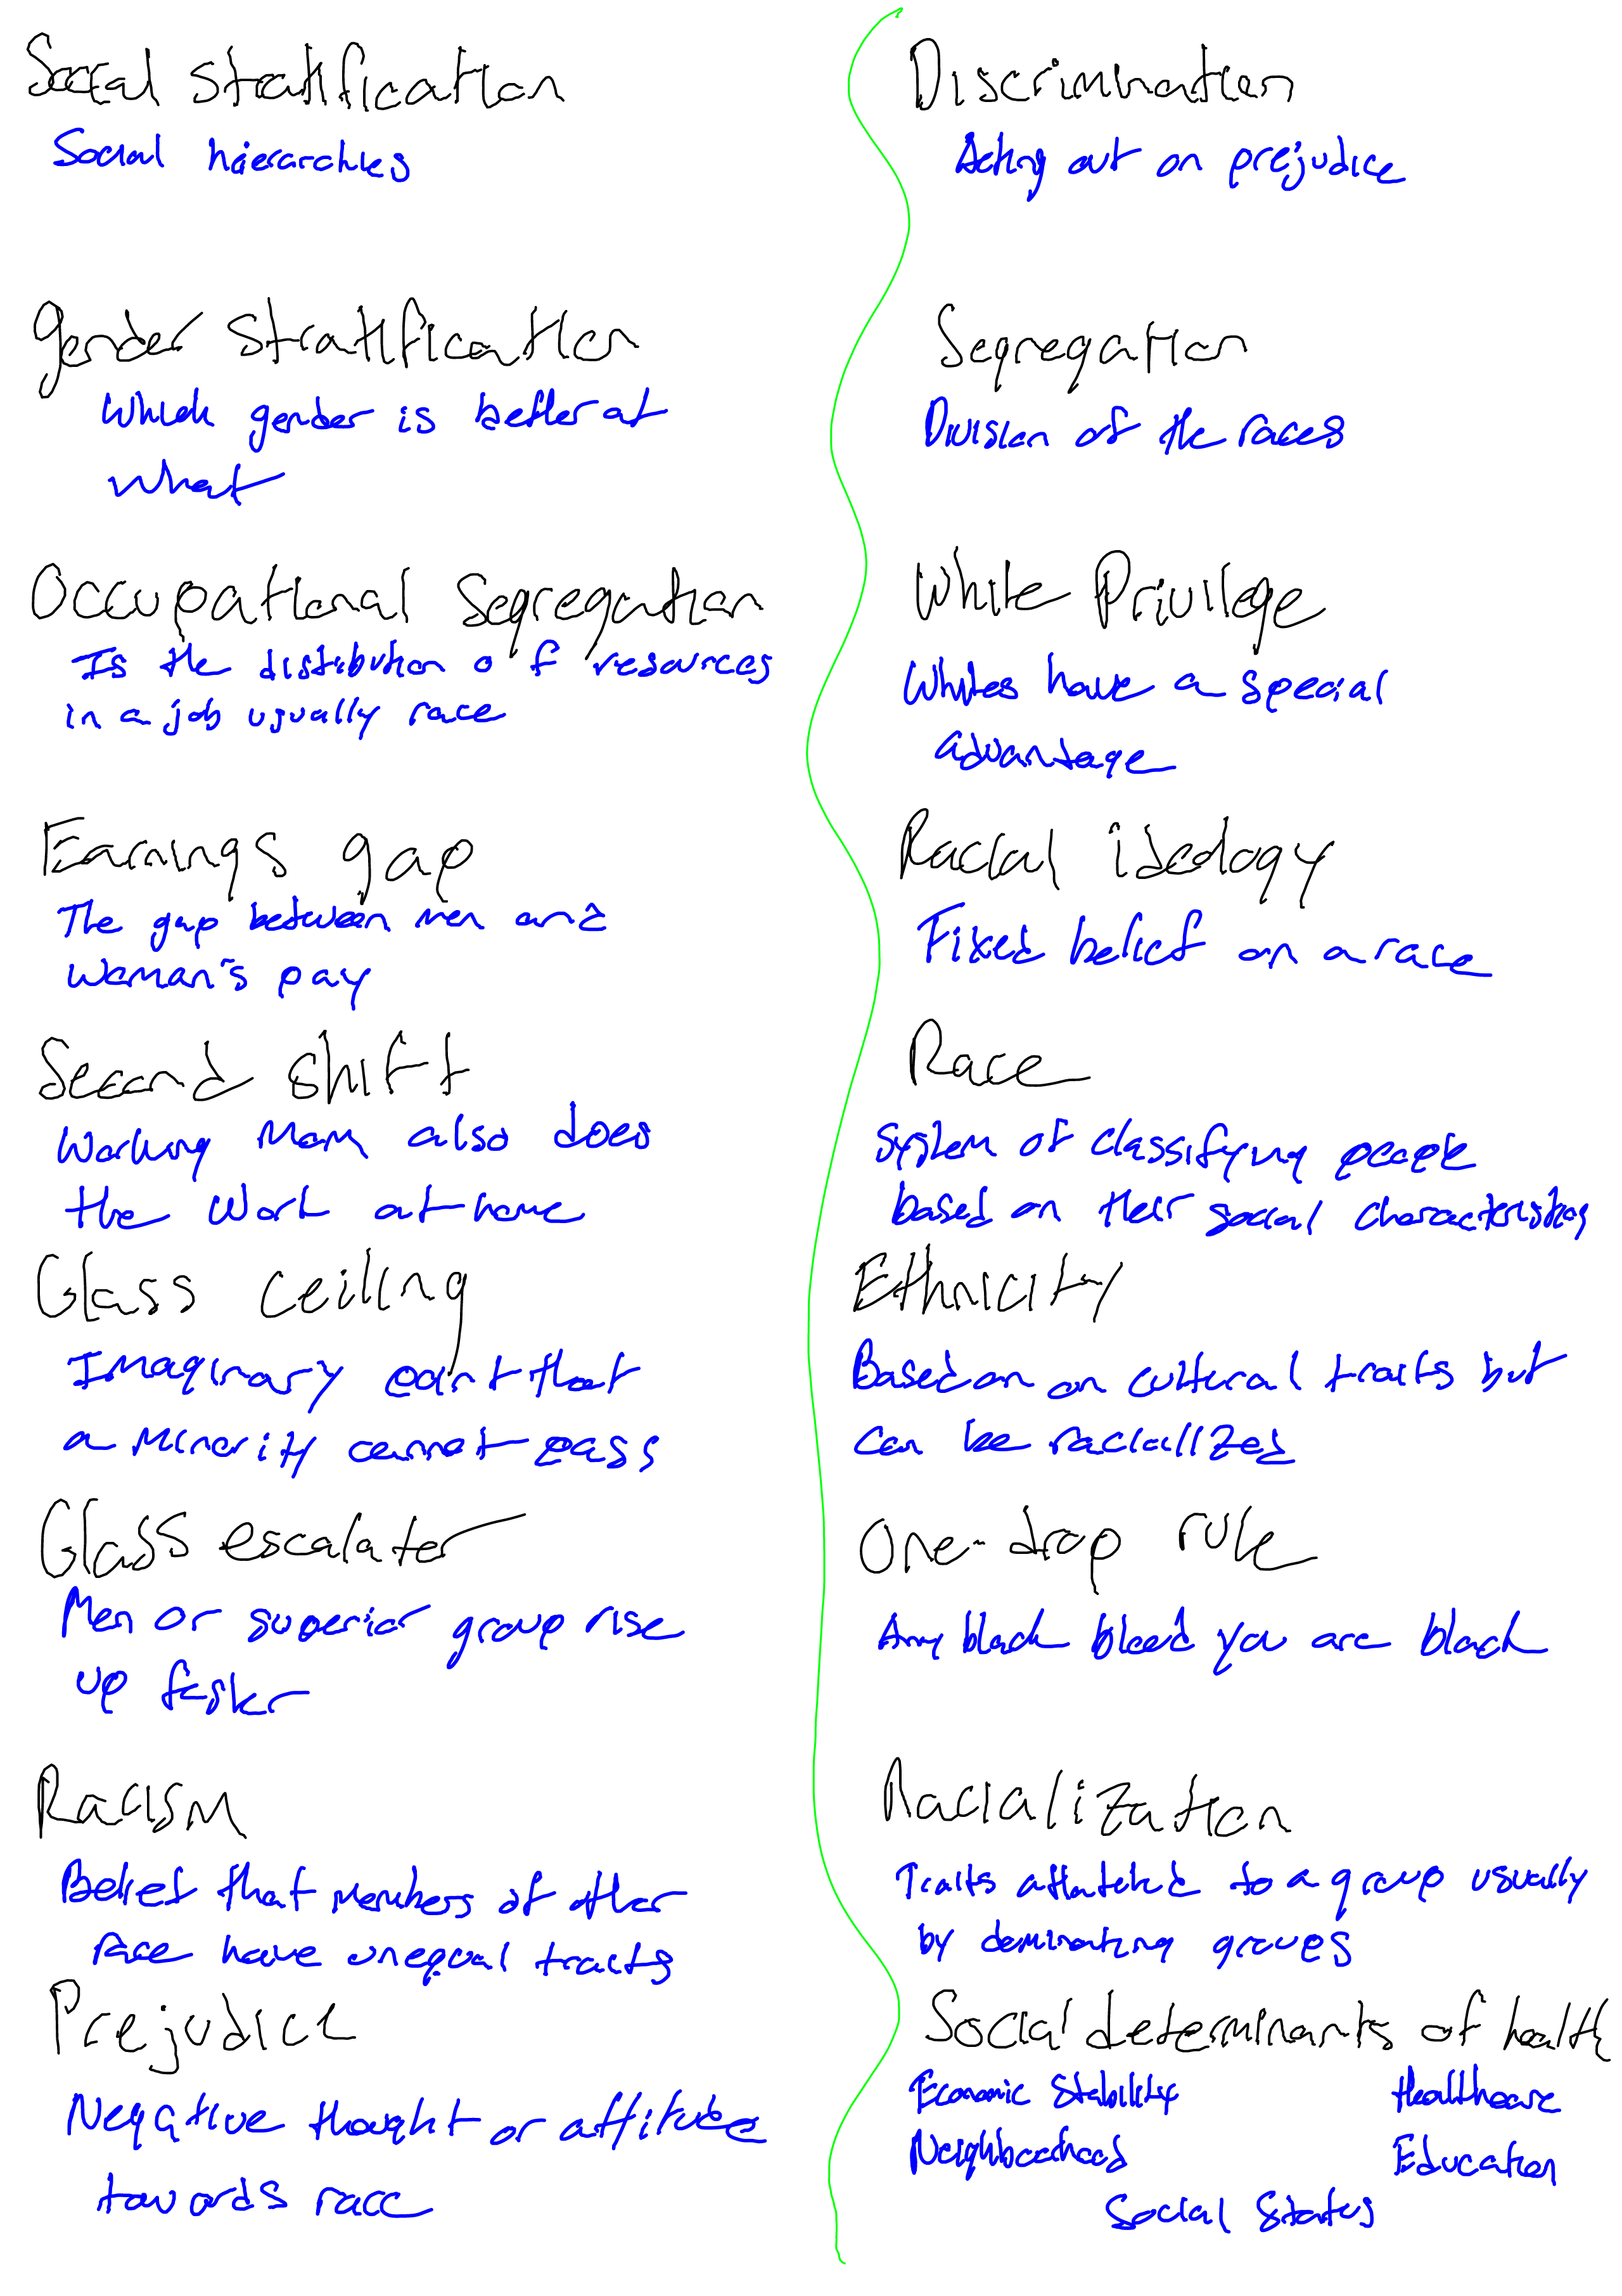 Social stratification
Social hierarchies
Gender stratification
Which gender is better at
what
Occupational Segregation
Is the distribution of resources
in a job usually race
Earnings gap
The gap between men and
woman's pay
Second shift
Working Mom also does
the work at home
Glass ceiling
Imaginary point that
a minority cannot pass
Glass escalator
Men or superior group rise
up faster
Racism
Belief that members of other
race have unequal traits
Prejudice
Negative thought or attitude
towards race
Discrimination
Acting out on prejudice
Segregation
Division of the races
White Privilege
Whites have a special
advantage
Racial ideology
Fixed belief on a race
Race
System of classifying people
based on their social characteristics
Ethnicity
Based on on cultural traits but
can be racialized
One-drop rule
Any black blood you are black
Racialization
Traits attatched to a group usually
by dominating groups
Social determinants of health
Economic Stability Healthcare
Neighboorhood Education
Social Status